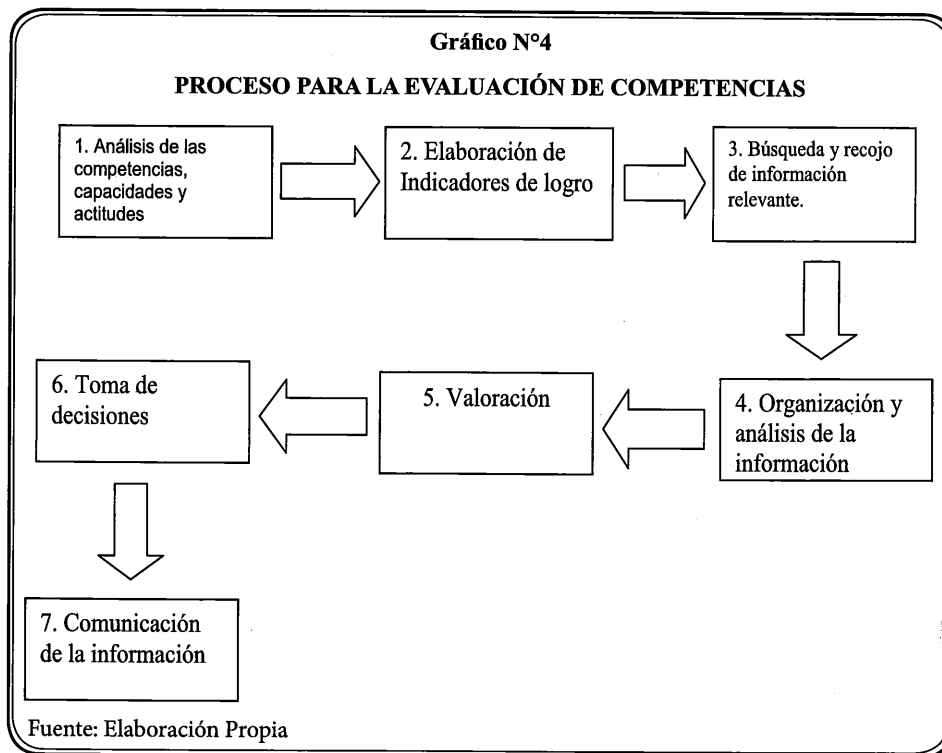 Gráfico N°4
PROCESO PARA LA EVALUACIÓN DE COMPETENCIAS
1. Análisis de las
competencias,
capacidades y
actitudes
2. Elaboración de
Indicadores de logro
3. Búsqueda y recojo
de información
relevante.
4. Organización y
análisis de la
información
5. Valoración
6. Toma de
decisiones
7. Comunicación
de la información
Fuente: Elaboración Propia